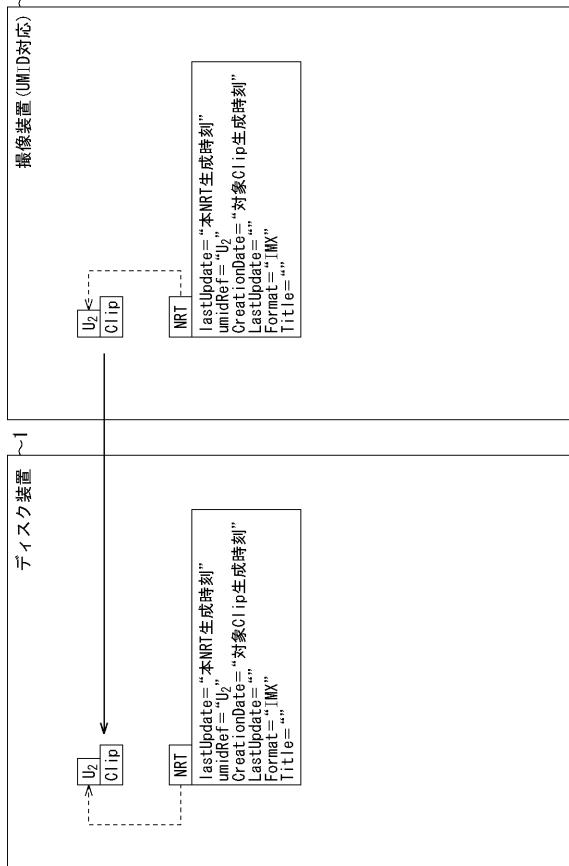 撮像装置(UMID対応)
U2
Clip
NRT
lastUpdate=“本NRT生成時刻”
umidRef=“U2”
CreationDate=“対象Clip生成時刻”
LastUpdate=“”
Format=“IMX”
Title=“”
~1
ディスク装置
U2
Clip
NRT
lastUpdate=“本NRT生成時刻”
umidRef=“U2”
CreationDate=“対象Clip生成時刻”
LastUpdate=“”
Format=“IMX”
Title=“”